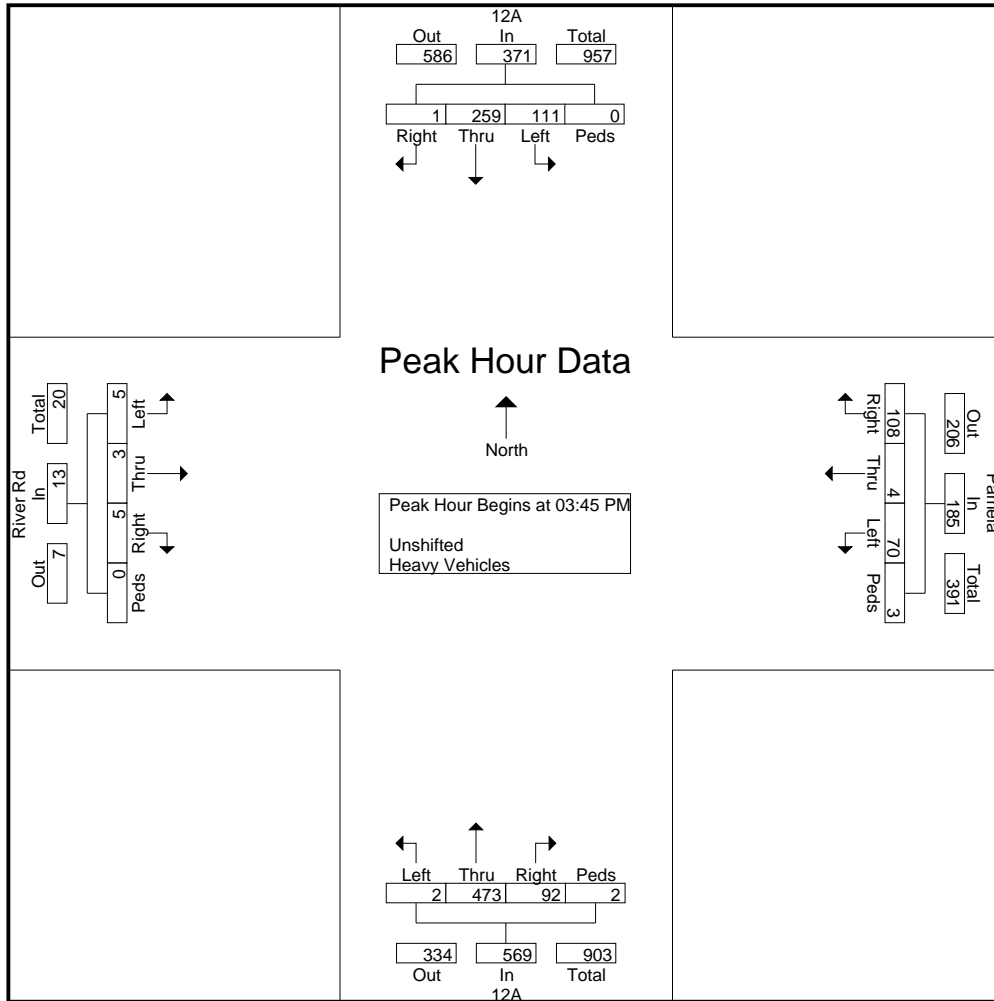 12A
Out In Total
586 371 957
1 259 111 0
Right Thru Left Peds
Peak Hour Data
North
Peak Hour Begins at 03:45 PM
Unshifted
Heavy Vehicles
River Rd
Total In Out
20 13 7
5 3 5 0
Left Thru Right Peds
Right Thru Left Peds
108 4 70 3
Out In Total
206 185 391
Pamela
Left Thru Right Peds
2 473 92 2
334 569 903
Out In Total
12A